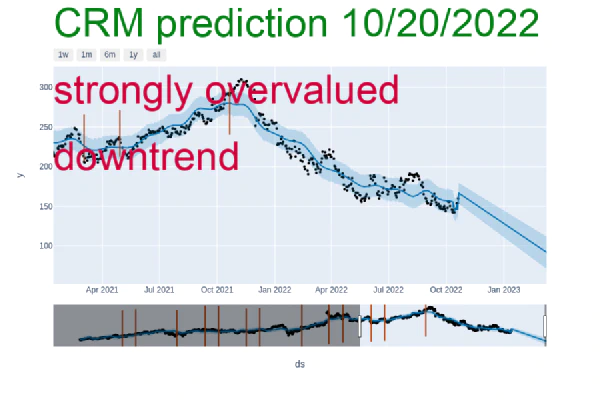 CRM prediction 10/20/2022
1w 1m 6m 1y all
300
strongly overvalued
250
downtrend
200
y
150
100
Apr 2021 Jul 2021 Oct 2021 Jan 2022 Apr 2022 Jul 2022 Oct 2022 Jan 2023
ds